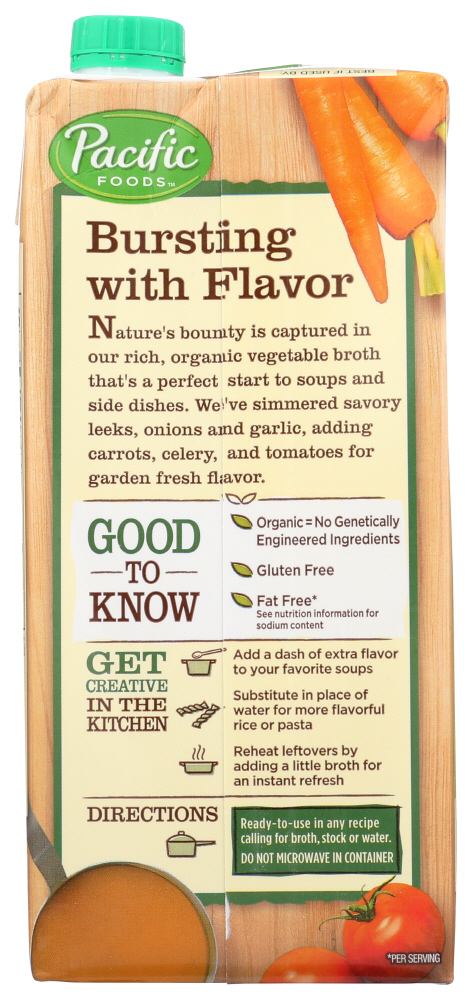 BEST IF USED BY
Pacific
FOODS™
Bursting
with Flavor
Nature's bounty is captured in
our rich, organic vegetable broth
that's a perfect start to soups and
side dishes. We've simmered savory
leeks, onions and garlic, adding
carrots, celery, and tomatoes for
garden fresh flavor.
GOOD
TO
KNOW
Organic = No Genetically
Engineered Ingredients
Gluten Free
Fat Free*
See nutrition information for
sodium content
GET
CREATIVE
IN THE
KITCHEN
Add a dash of extra flavor
to your favorite soups
Substitute in place of
water for more flavorful
rice or pasta
Reheat leftovers by
adding a little broth for
an instant refresh
DIRECTIONS
Ready-to-use in any recipe
calling for broth, stock or water.
DO NOT MICROWAVE IN CONTAINER
*PER SERVING